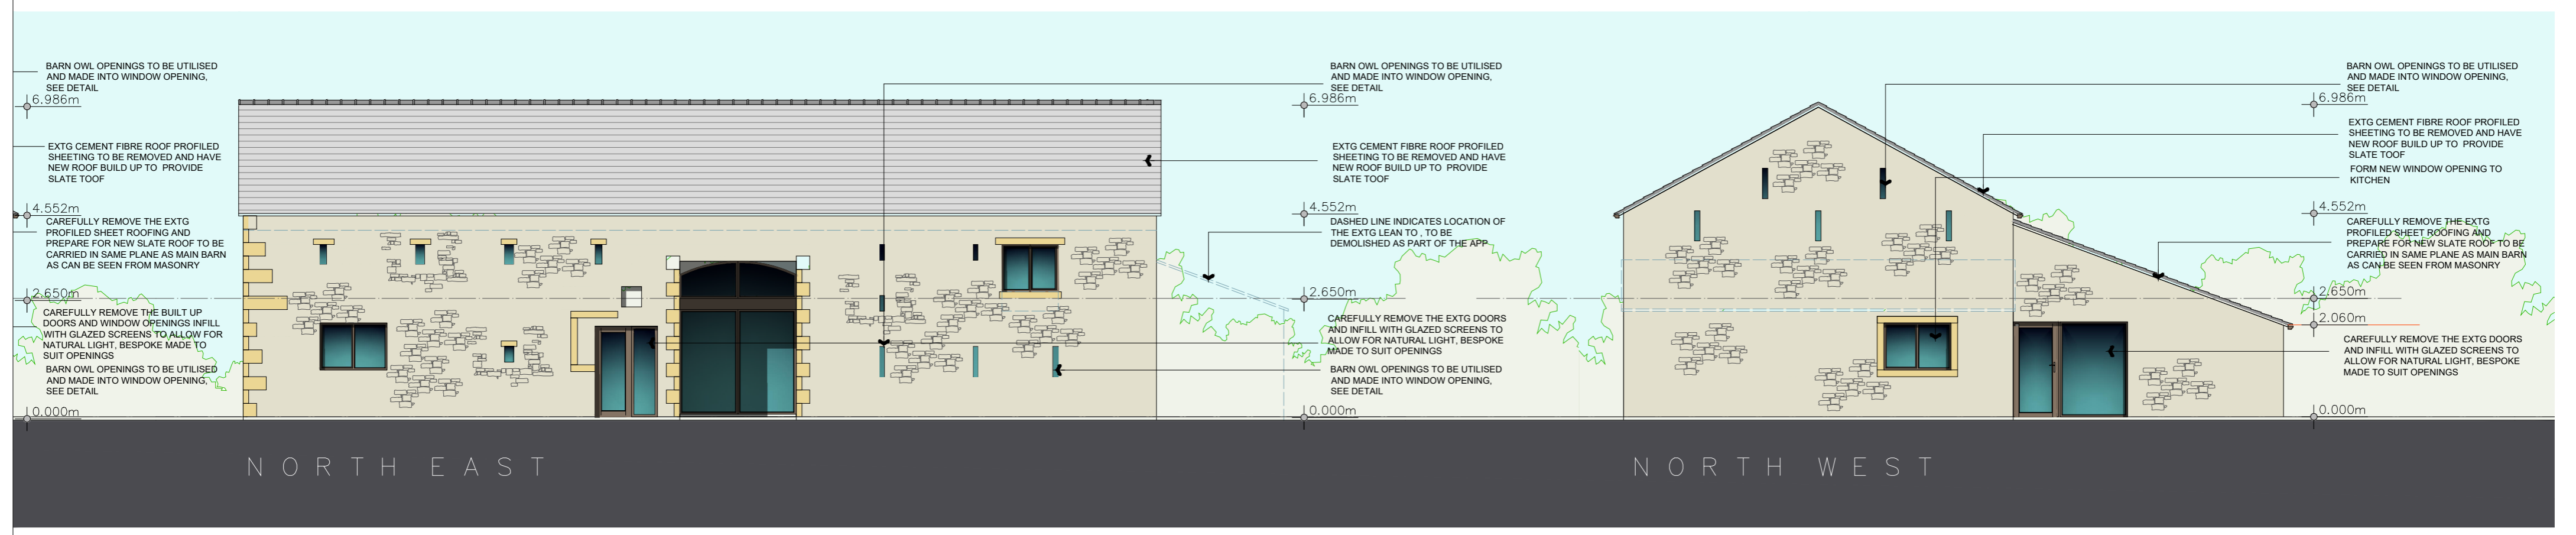 BARN OWL OPENINGS TO BE UTILISED
AND MADE INTO WINDOW OPENING,
SEE DETAIL
6.986m
EXTG CEMENT FIBRE ROOF PROFILED
SHEETING TO BE REMOVED AND HAVE
NEW ROOF BUILD UP TO PROVIDE
SLATE TOOF
4.552m
CAREFULLY REMOVE THE EXTG
PROFILED SHEET ROOFING AND
PREPARE FOR NEW SLATE ROOF TO BE
CARRIED IN SAME PLANE AS MAIN BARN
AS CAN BE SEEN FROM MASONRY
2.650m
CAREFULLY REMOVE THE BUILT UP
DOORS AND WINDOW OPENINGS INFILL
WITH GLAZED SCREENS TO ALLOW FOR
NATURAL LIGHT, BESPOKE MADE TO
SUIT OPENINGS
BARN OWL OPENINGS TO BE UTILISED
AND MADE INTO WINDOW OPENING,
SEE DETAIL
0.000m
NORTH EAST
BARN OWL OPENINGS TO BE UTILISED
AND MADE INTO WINDOW OPENING,
SEE DETAIL
6.986m
EXTG CEMENT FIBRE ROOF PROFILED
SHEETING TO BE REMOVED AND HAVE
NEW ROOF BUILD UP TO PROVIDE
SLATE TOOF
4.552m
DASHED LINE INDICATES LOCATION OF
THE EXTG LEAN TO , TO BE
DEMOLISHED AS PART OF THE APP
2.650m
CAREFULLY REMOVE THE EXTG DOORS
AND INFILL WITH GLAZED SCREENS TO
ALLOW FOR NATURAL LIGHT, BESPOKE
MADE TO SUIT OPENINGS
BARN OWL OPENINGS TO BE UTILISED
AND MADE INTO WINDOW OPENING,
SEE DETAIL
0.000m
NORTH WEST
BARN OWL OPENINGS TO BE UTILISED
AND MADE INTO WINDOW OPENING,
SEE DETAIL
6.986m
EXTG CEMENT FIBRE ROOF PROFILED
SHEETING TO BE REMOVED AND HAVE
NEW ROOF BUILD UP TO PROVIDE
SLATE TOOF
FORM NEW WINDOW OPENING TO
KITCHEN
4.552m
CAREFULLY REMOVE THE EXTG
PROFILED SHEET ROOFING AND
PREPARE FOR NEW SLATE ROOF TO BE
CARRIED IN SAME PLANE AS MAIN BARN
AS CAN BE SEEN FROM MASONRY
2.650m
2.060m
CAREFULLY REMOVE THE EXTG DOORS
AND INFILL WITH GLAZED SCREENS TO
ALLOW FOR NATURAL LIGHT, BESPOKE
MADE TO SUIT OPENINGS
0.000m